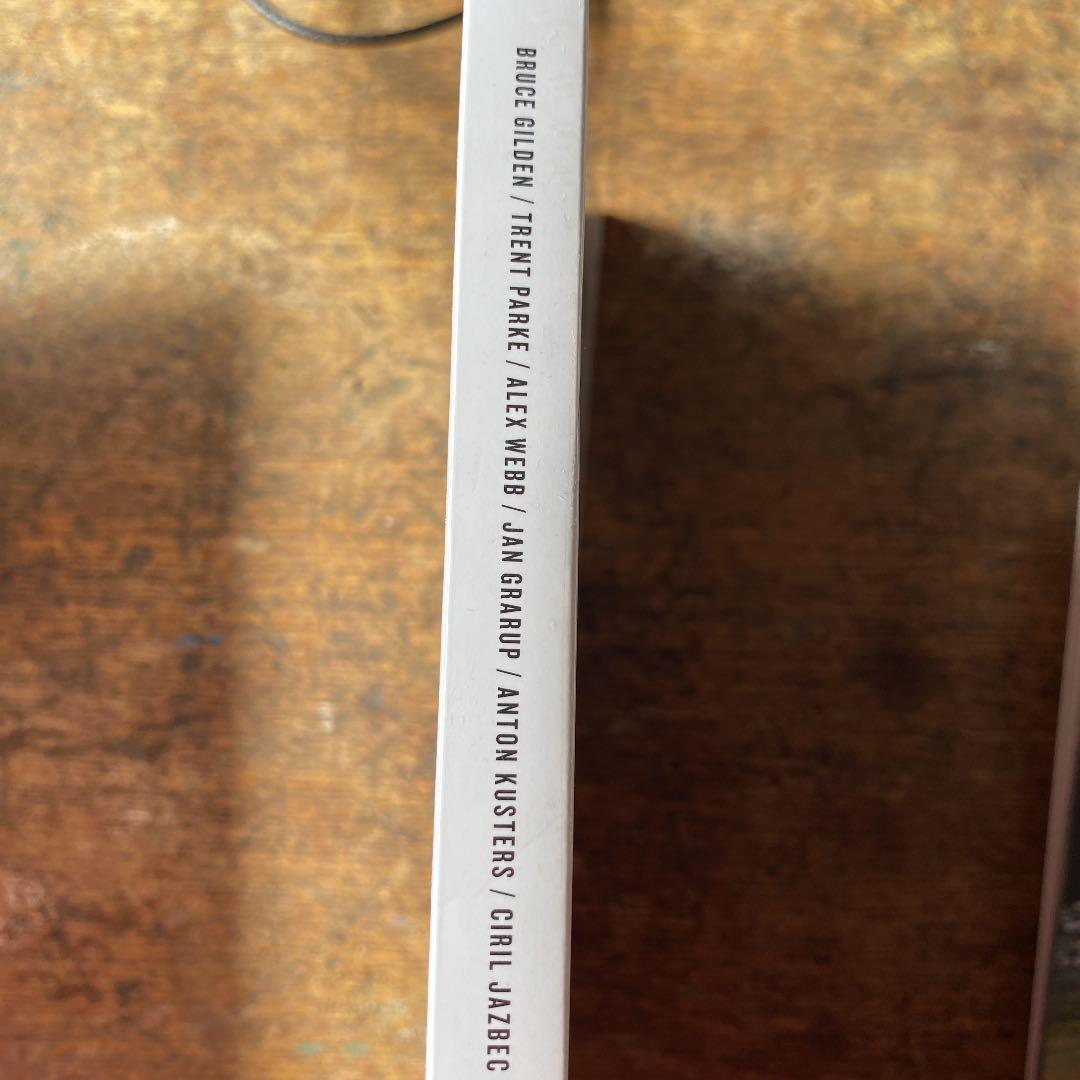 BRUCE GILDEN / TRENT PARKE / ALEX WEBB / JAN GRARUP / ANTON KUSTERS / CIRIL JAZBEC